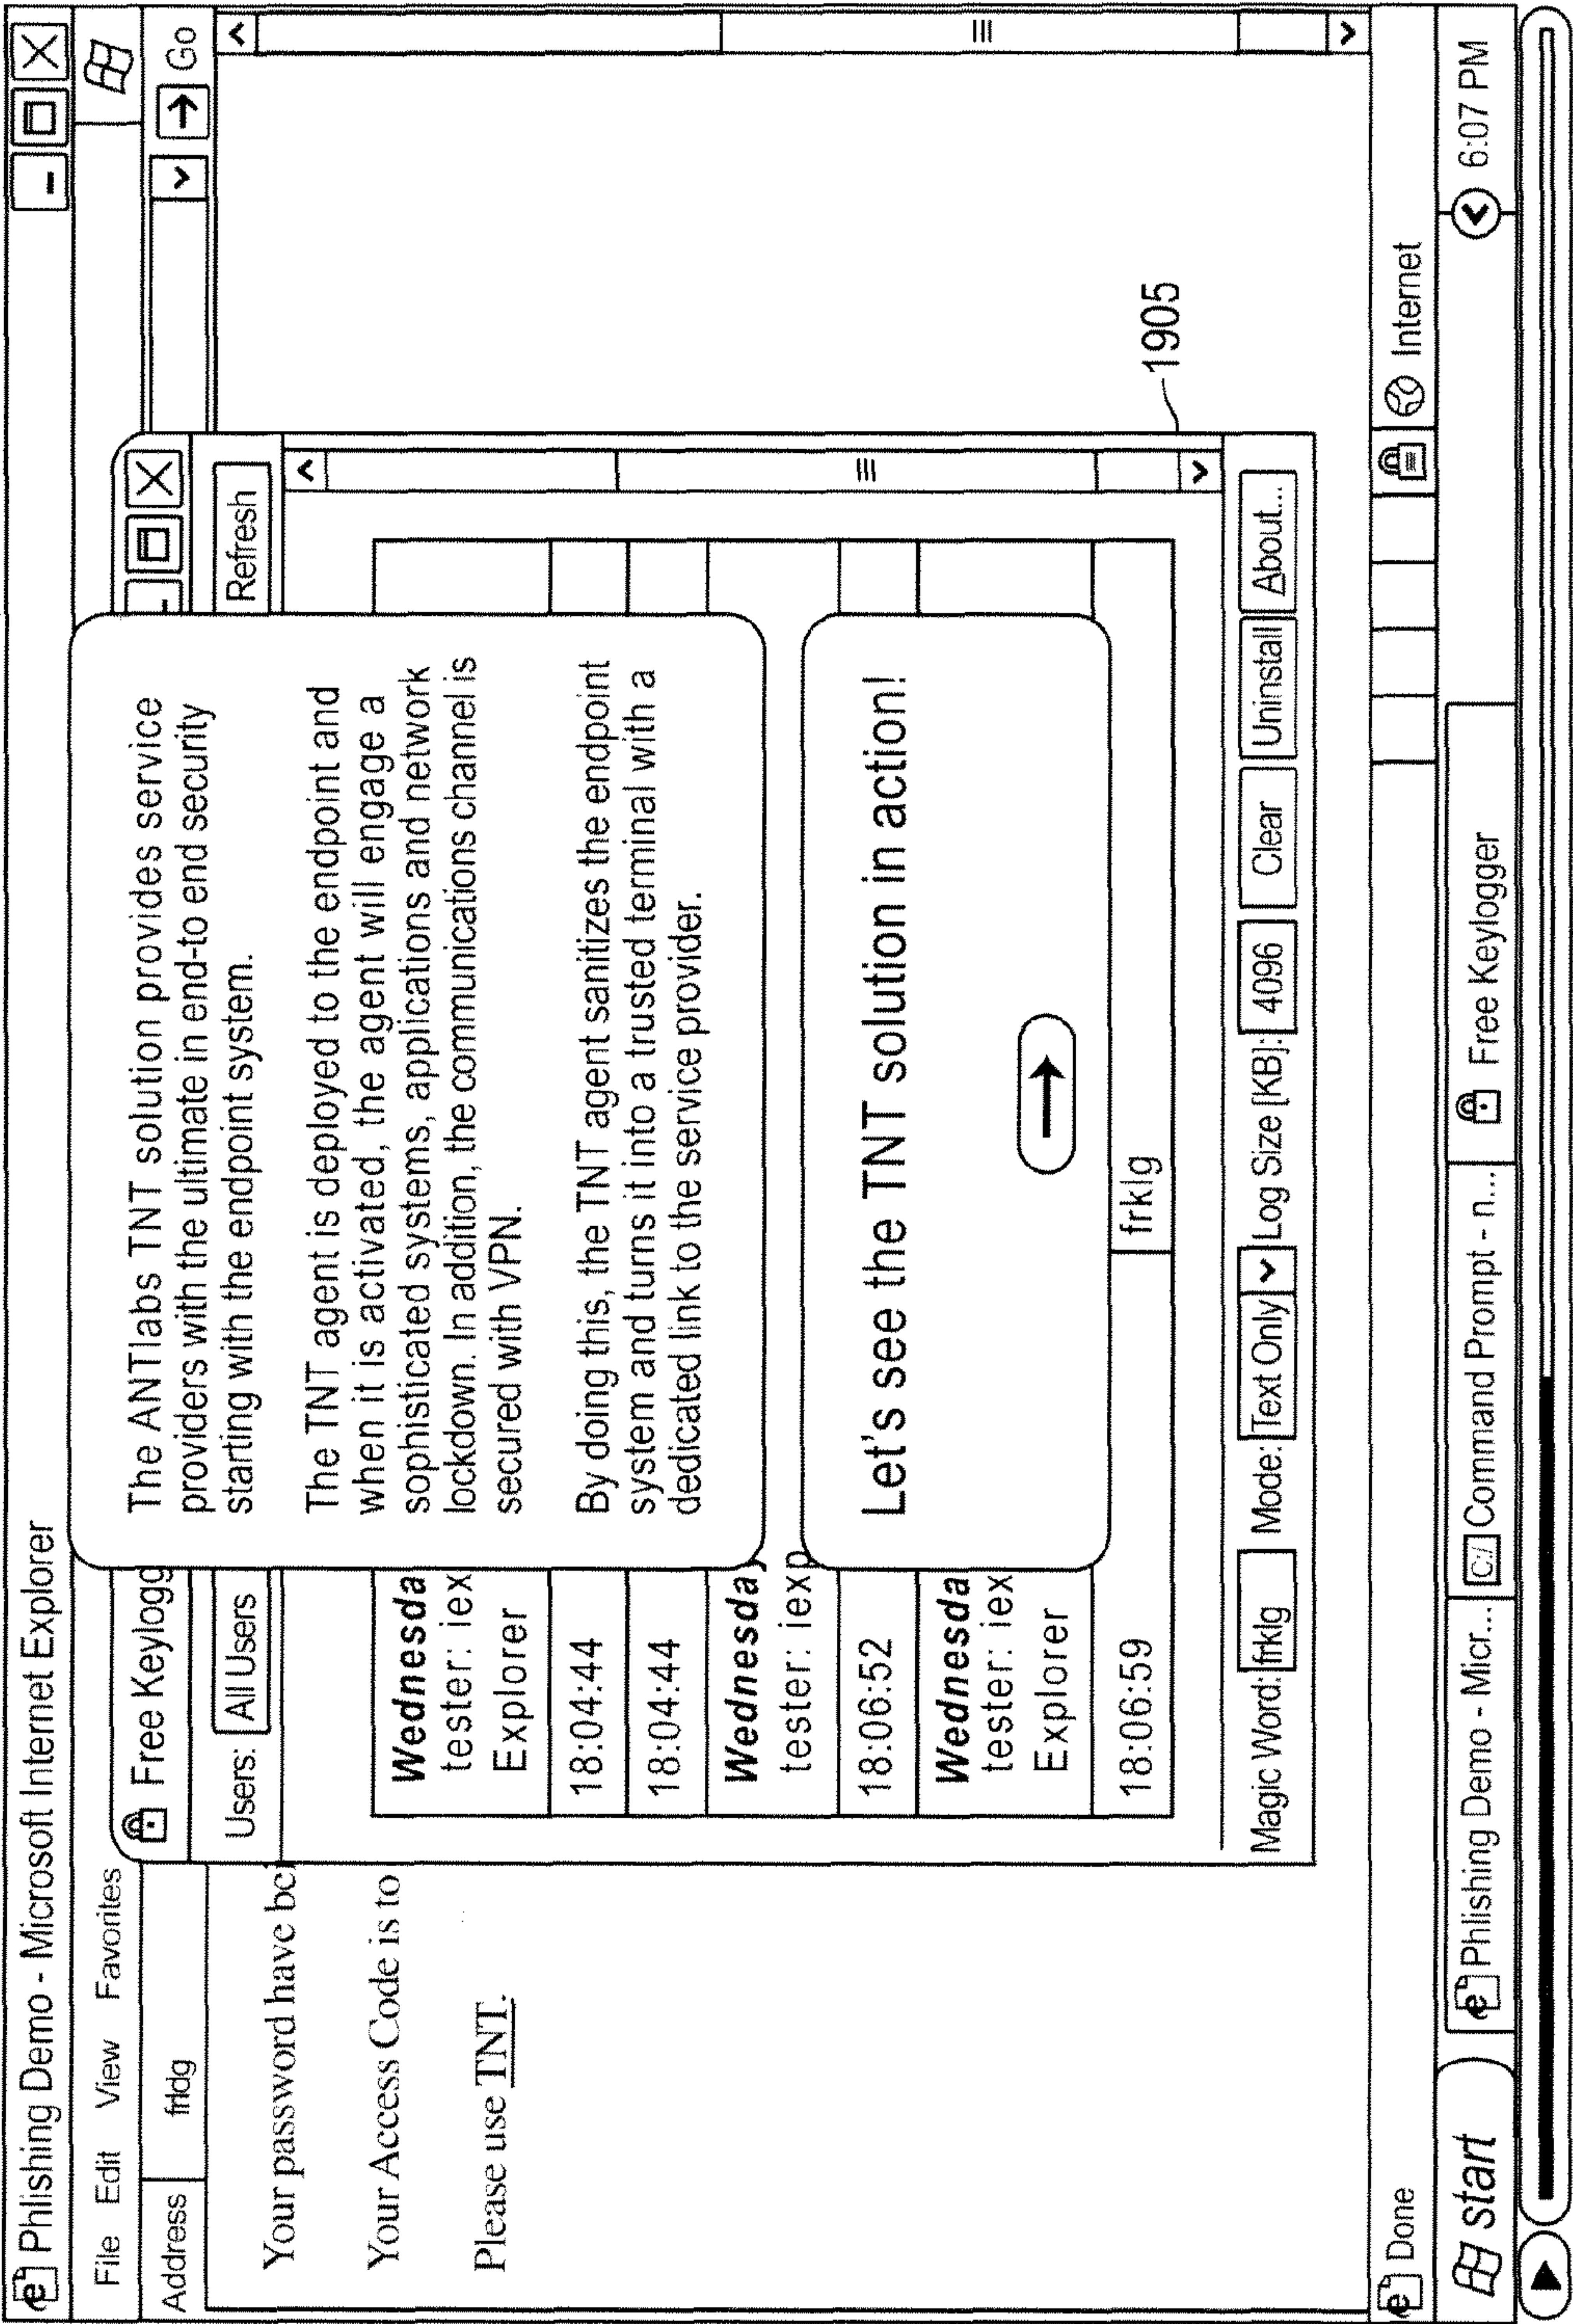 Phlishing Demo - Microsoft Internet Explorer
File Edit View Favorites
Address frldg
Go
Your password have be
Your Access Code is to
Please use TNT.
Free Keylogg
Users: All Users
Refresh
The ANTlabs TNT solution provides service
providers with the ultimate in end-to end security
starting with the endpoint system.
The TNT agent is deployed to the endpoint and
when it is activated, the agent will engage a
sophisticated systems, applications and network
lockdown. In addition, the communications channel is
secured with VPN.
By doing this, the TNT agent sanitizes the endpoint
system and turns it into a trusted terminal with a
dedicated link to the service provider.
Let's see the TNT solution in action!
Wednesda
tester: iex
Explorer
18:04:44
18:04:44
Wednesday
tester: iexp
18:06:52
Wednesda
tester: iex
Explorer
18:06:59 frklg
Magic Word: frklg Mode: Text Only Log Size [KB]: 4096 Clear Uninstall About...
1905
Done
Internet
start
Phlishing Demo - Micr...
C:/ Command Prompt - n...
Free Keylogger
6:07 PM